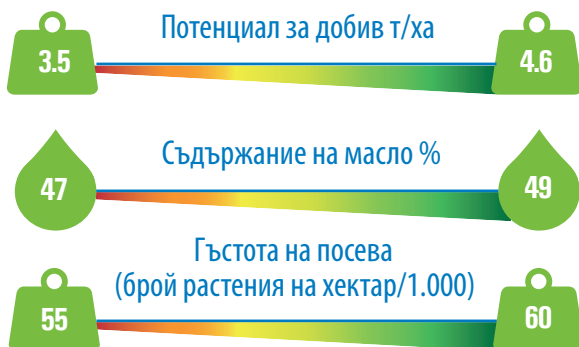 Потенциал за добив т/ха
3.5 4.6
Съдържание на масло %
47 49
Гъстота на посева
(брой растения на хектар/1.000)
55 60